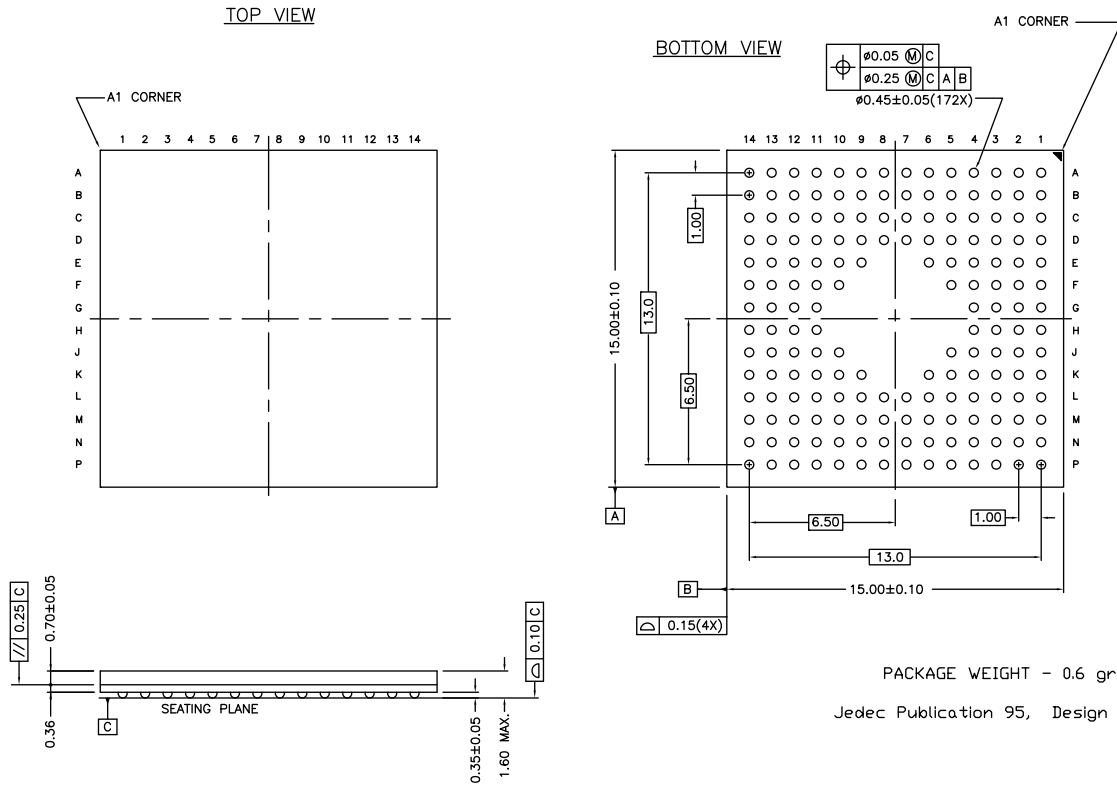 TOP VIEW
A1 CORNER
1 2 3 4 5 6 7 8 9 10 11 12 13 14
A
B
C
D
E
F
G
H
J
K
L
M
N
P
BOTTOM VIEW
A1 CORNER
⌀0.05 Ⓜ C
⌀0.25 Ⓜ C A B
⌀0.45±0.05(172X)
14 13 12 11 10 9 8 7 6 5 4 3 2 1
A
B
C
D
E
F
G
H
J
K
L
M
N
P
1.00
15.00±0.10
13.0
6.50
A
6.50
1.00
13.0
B
15.00±0.10
0.15(4X)
// 0.25 C
0.70±0.05
0.36
C
SEATING PLANE
0.10 C
0.35±0.05
1.60 MAX.
PACKAGE WEIGHT - 0.6 gr
Jedec Publication 95, Design